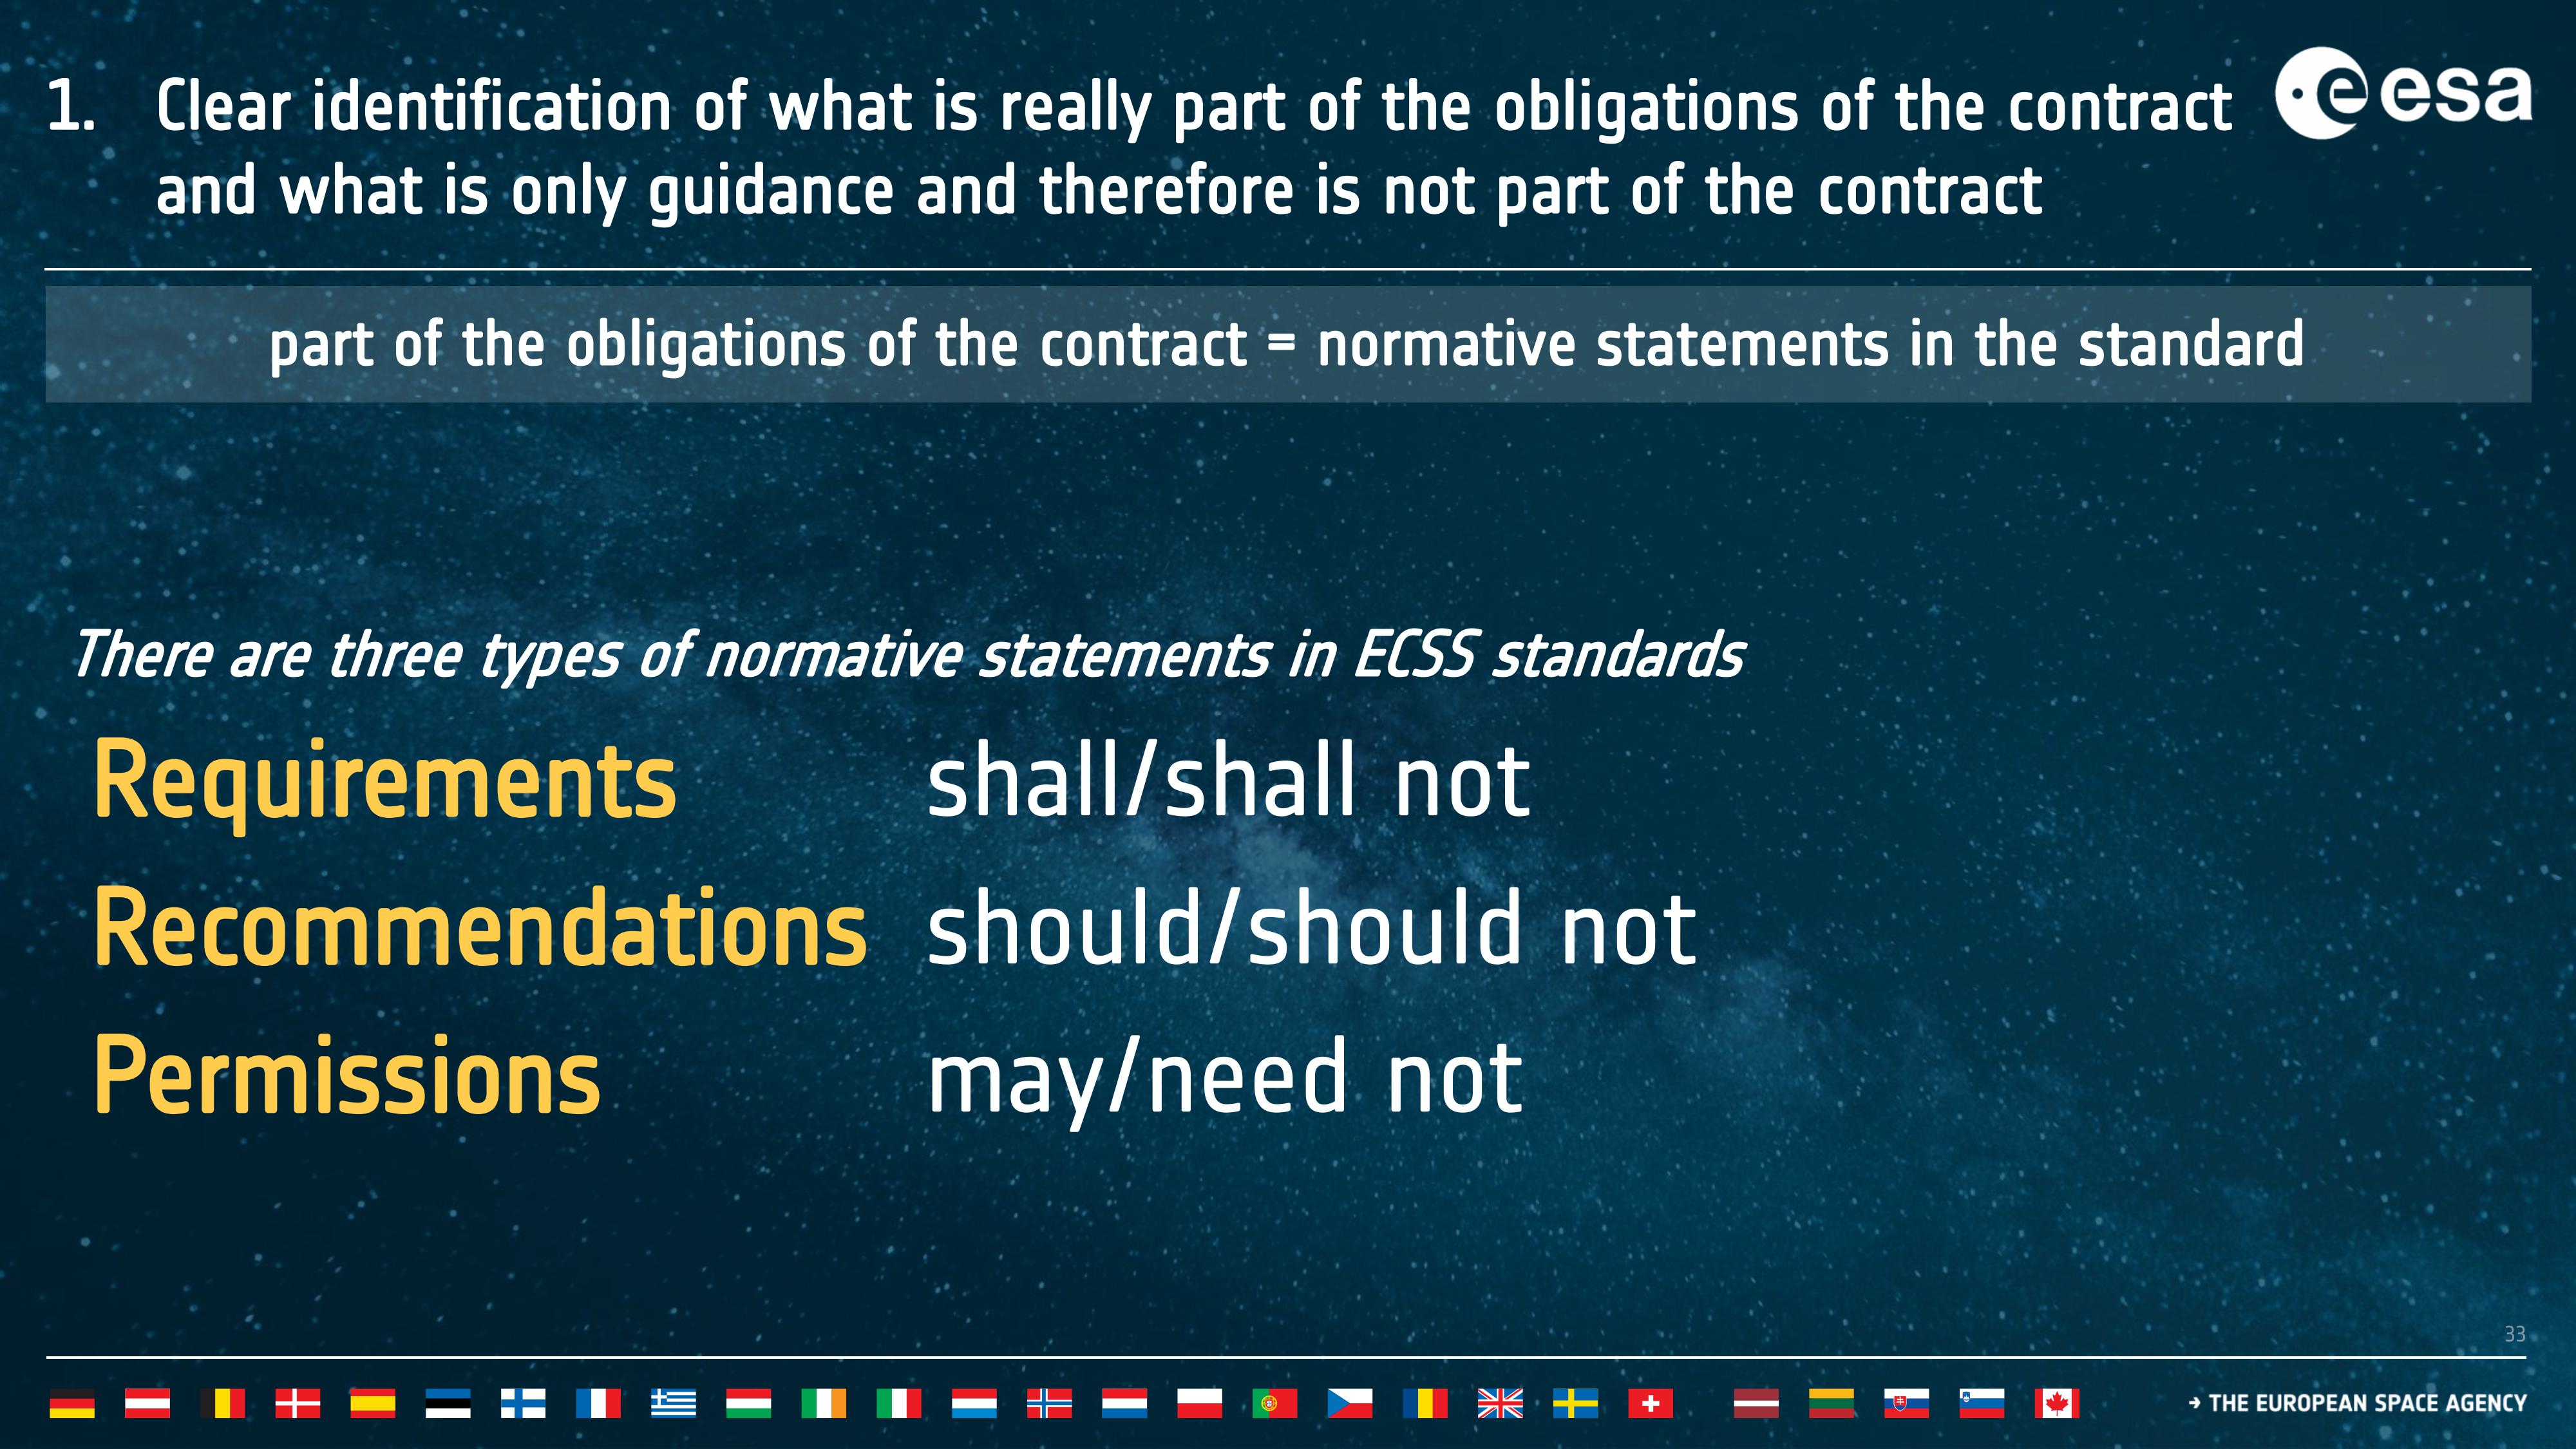 1. Clear identification of what is really part of the obligations of the contract
and what is only guidance and therefore is not part of the contract
esa
part of the obligations of the contract = normative statements in the standard
There are three types of normative statements in ECSS standards
Requirements shall/shall not
Recommendations should/should not
Permissions may/need not
33
→ THE EUROPEAN SPACE AGENCY